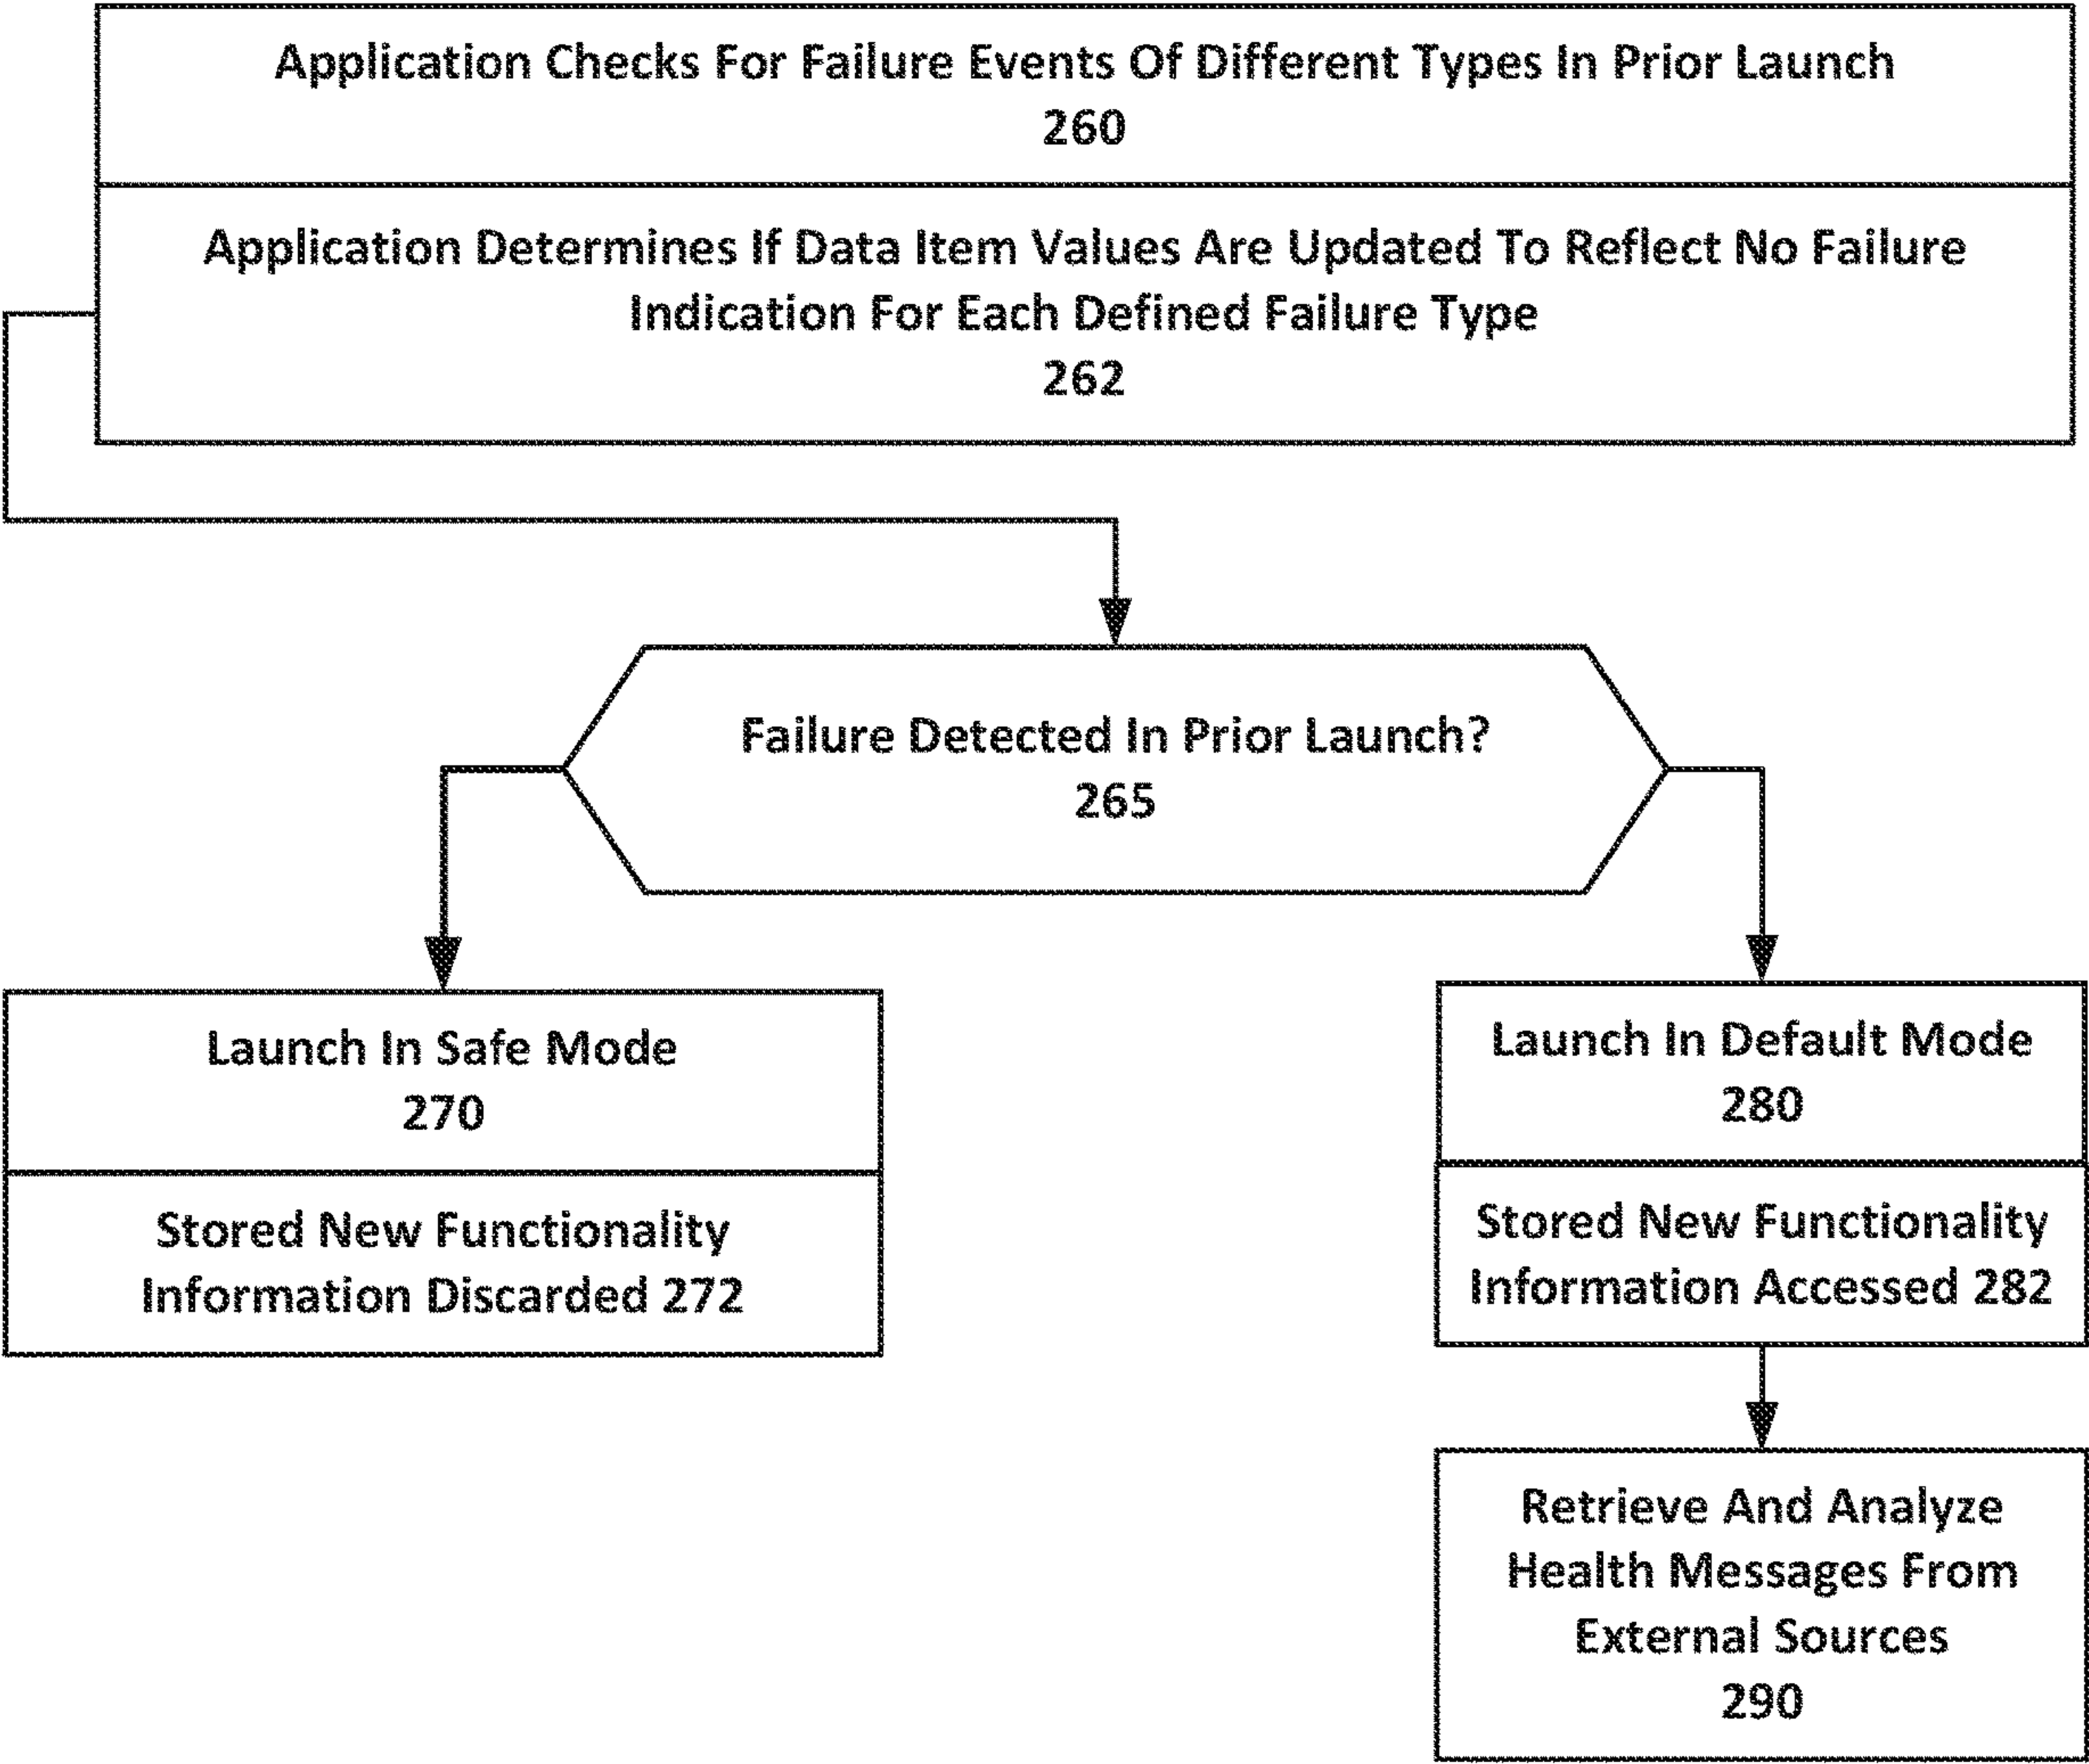 Application Checks For Failure Events Of Different Types In Prior Launch
260
Application Determines If Data Item Values Are Updated To Reflect No Failure
Indication For Each Defined Failure Type
262
Failure Detected In Prior Launch?
265
Launch In Safe Mode
270
Stored New Functionality
Information Discarded 272
Launch In Default Mode
280
Stored New Functionality
Information Accessed 282
Retrieve And Analyze
Health Messages From
External Sources
290